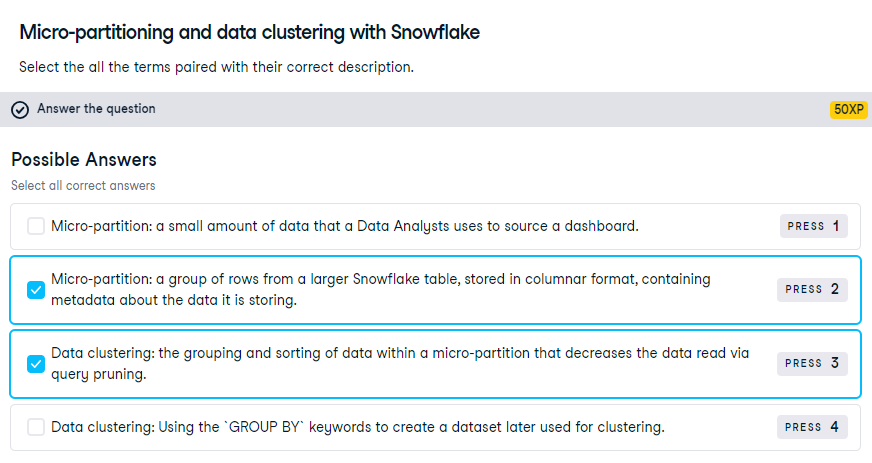 Micro-partitioning and data clustering with Snowflake
Select the all the terms paired with their correct description.
Answer the question
50XP
Possible Answers
Select all correct answers
Micro-partition: a small amount of data that a Data Analysts uses to source a dashboard.
PRESS 1
Micro-partition: a group of rows from a larger Snowflake table, stored in columnar format, containing
metadata about the data it is storing.
PRESS 2
Data clustering: the grouping and sorting of data within a micro-partition that decreases the data read via
query pruning.
PRESS 3
Data clustering: Using the `GROUP BY` keywords to create a dataset later used for clustering.
PRESS 4